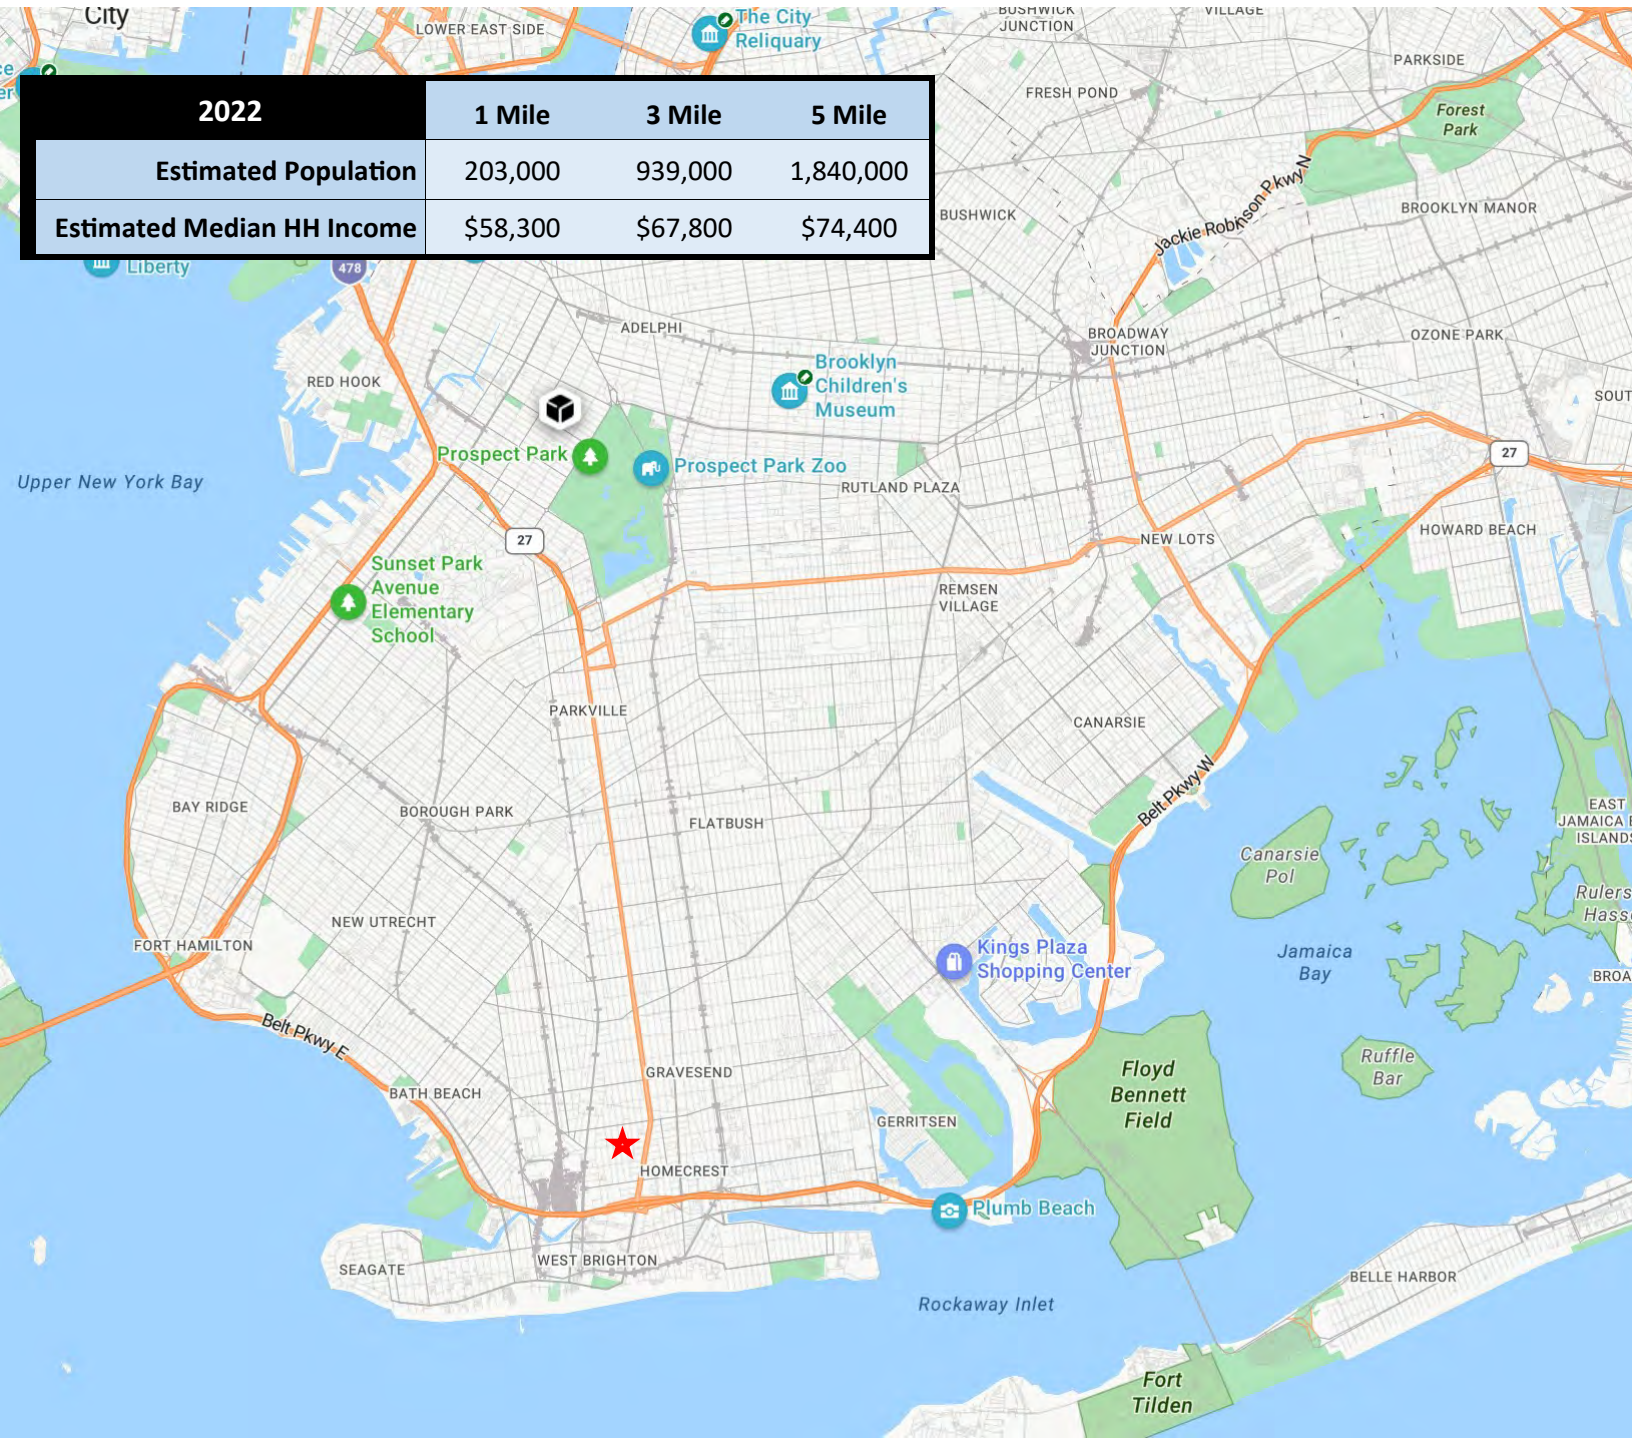 City
LOWER EAST SIDE
The City
Reliquary
BUSHWICK
JUNCTION
VILLAGE
PARKSIDE
FRESH POND
Forest
Park
2022 1 Mile 3 Mile 5 Mile
Estimated Population 203,000 939,000 1,840,000
Estimated Median HH Income $58,300 $67,800 $74,400
Jackie Robinson Pkwy N
BUSHWICK
BROOKLYN MANOR
Liberty
478
ADELPHI
BROADWAY
JUNCTION
OZONE PARK
Brooklyn
Children's
Museum
RED HOOK
SOUT
Prospect Park
Prospect Park Zoo
27
Upper New York Bay
RUTLAND PLAZA
27
NEW LOTS
HOWARD BEACH
Sunset Park
Avenue
Elementary
School
REMSEN
VILLAGE
PARKVILLE
CANARSIE
Belt Pkwy W
BAY RIDGE
BOROUGH PARK
FLATBUSH
EAST
JAMAICA B
ISLANDS
Canarsie
Pol
Rulers
Hass
NEW UTRECHT
FORT HAMILTON
Kings Plaza
Shopping Center
Jamaica
Bay
BROA
Belt Pkwy E
GRAVESEND
Ruffle
Bar
Floyd
Bennett
Field
BATH BEACH
GERRITSEN
HOMECREST
Plumb Beach
WEST BRIGHTON
SEAGATE
BELLE HARBOR
Rockaway Inlet
Fort
Tilden